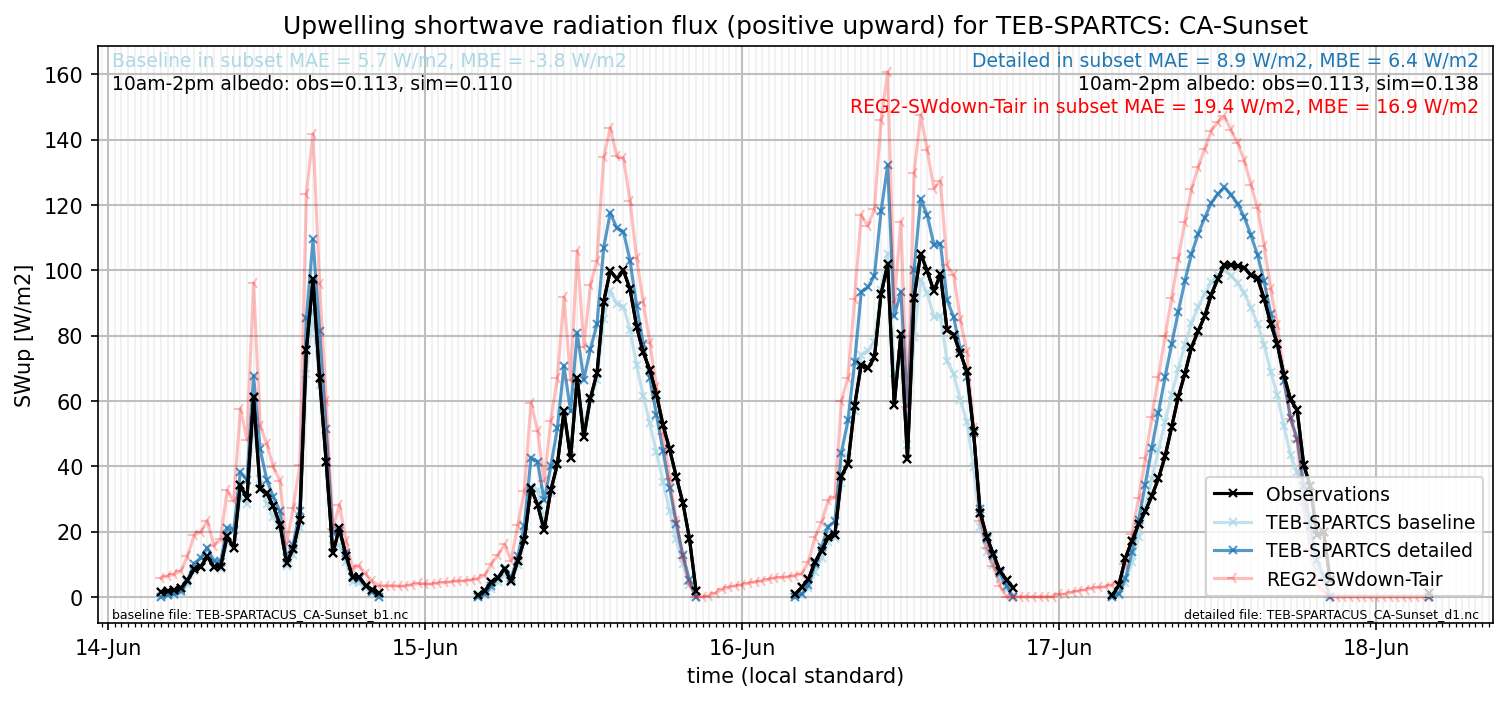 Upwelling shortwave radiation flux (positive upward) for TEB-SPARTCS: CA-Sunset
Baseline in subset MAE = 5.7 W/m2, MBE = -3.8 W/m2
10am-2pm albedo: obs=0.113, sim=0.110
Detailed in subset MAE = 8.9 W/m2, MBE = 6.4 W/m2
10am-2pm albedo: obs=0.113, sim=0.138
REG2-SWdown-Tair in subset MAE = 19.4 W/m2, MBE = 16.9 W/m2
SWup [W/m2]
160
140
120
100
80
60
40
20
0
Observations
TEB-SPARTCS baseline
TEB-SPARTCS detailed
REG2-SWdown-Tair
baseline file: TEB-SPARTACUS_CA-Sunset_b1.nc
detailed file: TEB-SPARTACUS_CA-Sunset_d1.nc
14-Jun
15-Jun
16-Jun
17-Jun
18-Jun
time (local standard)